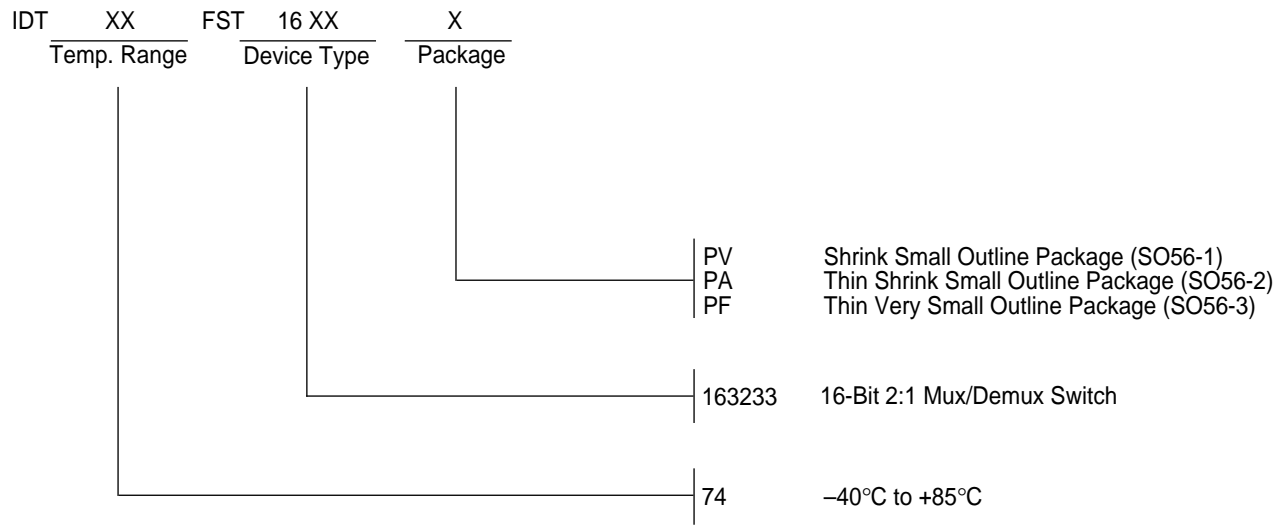 IDT XX FST 16 XX X
Temp. Range Device Type Package
PV Shrink Small Outline Package (SO56-1)
PA Thin Shrink Small Outline Package (SO56-2)
PF Thin Very Small Outline Package (SO56-3)
163233 16-Bit 2:1 Mux/Demux Switch
74 –40°C to +85°C